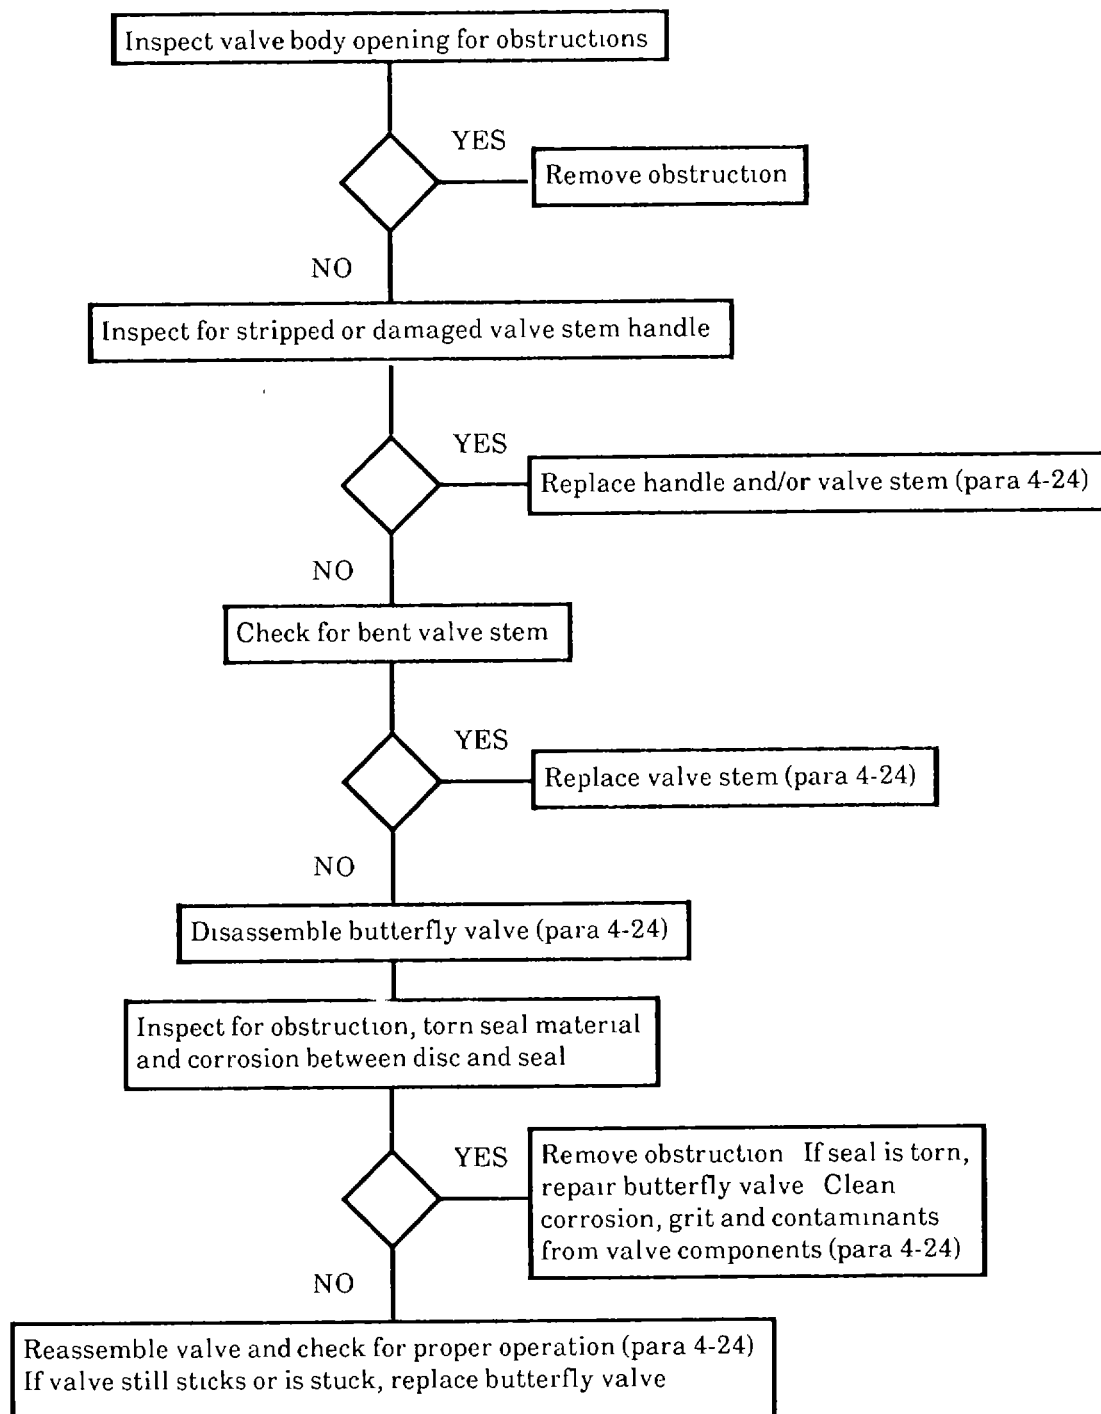 Inspect valve body opening for obstructions
YES
Remove obstruction
NO
Inspect for stripped or damaged valve stem handle
YES
Replace handle and/or valve stem (para 4-24)
NO
Check for bent valve stem
YES
Replace valve stem (para 4-24)
NO
Disassemble butterfly valve (para 4-24)
Inspect for obstruction, torn seal material
and corrosion between disc and seal
YES
Remove obstruction If seal is torn,
repair butterfly valve Clean
corrosion, grit and contaminants
from valve components (para 4-24)
NO
Reassemble valve and check for proper operation (para 4-24)
If valve still sticks or is stuck, replace butterfly valve